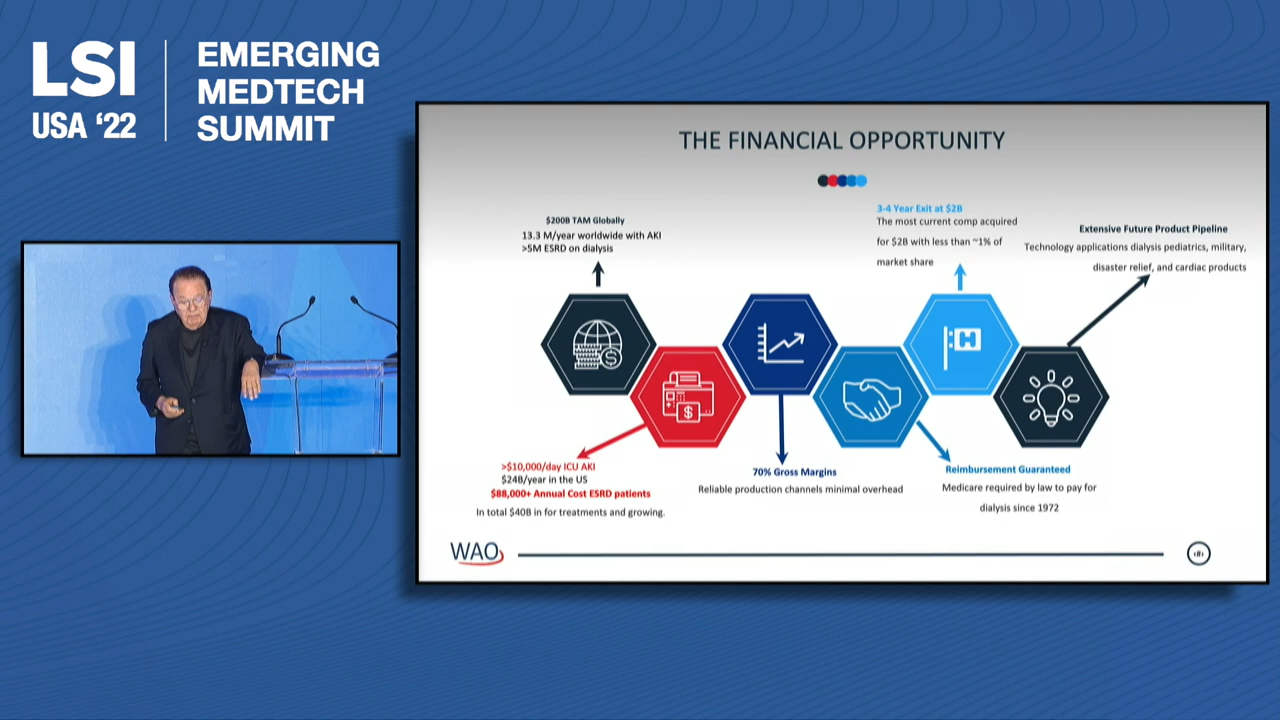 LSI
USA ‘22
EMERGING
MEDTECH
SUMMIT
THE FINANCIAL OPPORTUNITY
$200B TAM Globally
13.3 M/year worldwide with AKI
>5M ESRD on dialysis
3-4 Year Exit at $2B
The most current comp acquired
for $2B with less than ~1% of
market share
Extensive Future Product Pipeline
Technology applications dialysis pediatrics, military,
disaster relief, and cardiac products
$
$
>$10,000/day ICU AKI
$24B/year in the US
$88,000+ Annual Cost ESRD patients
In total $40B in for treatments and growing.
70% Gross Margins
Reliable production channels minimal overhead
Reimbursement Guaranteed
Medicare required by law to pay for
dialysis since 1972
WAO
‹#›